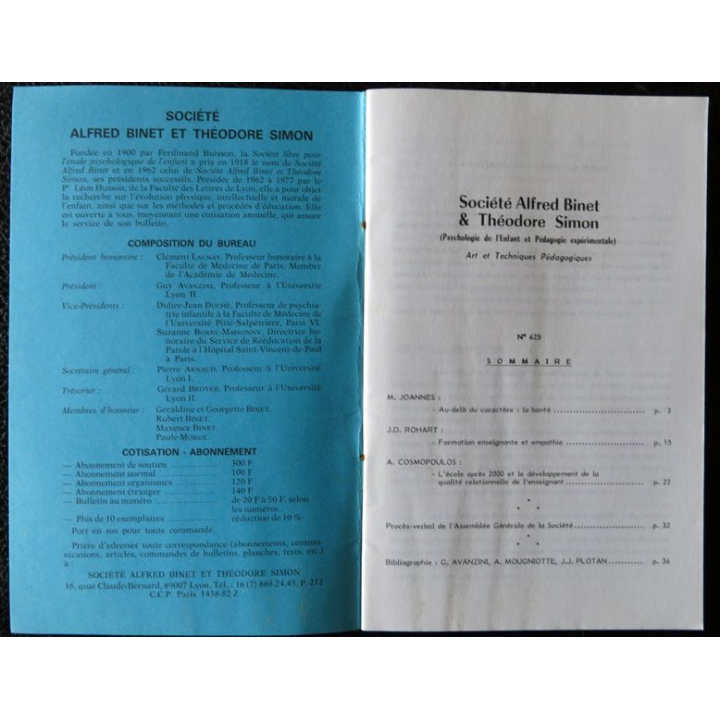 SOCIÉTÉ
ALFRED BINET ET THÉODORE SIMON
Fondée en 1900 par Ferdinand Buisson, la Société libre pour
l'étude psychologique de l'enfant a pris en 1918 le nom de Société
Alfred Binet et en 1962 celui de Société Alfred Binet et Théodore
Simon, ses présidents successifs. Présidée de 1962 à 1977 par le
Pr Léon Husson, de la Faculté des Lettres de Lyon, elle a pour objet
la recherche sur l'évolution physique, intellectuelle et morale de
l'enfant, ainsi que sur les méthodes et procédés d'éducation. Elle
est ouverte à tous, moyennant une cotisation annuelle, qui assure
le service de son bulletin.
COMPOSITION DU BUREAU
Président honoraire : Clément LAUNAY, Professeur honoraire à la
Faculté de Médecine de Paris, Membre
de l'Académie de Médecine.
Président : Guy AVANZINI, Professeur à l'Université
Lyon II.
Vice-Présidents : Didier-Jean DUCHÉ, Professeur de psychia-
trie infantile à la Faculté de Médecine de
l'Université Pitié-Salpétrière, Paris VI,
Suzanne BOREL-MAISONNY, Directrice ho-
noraire du Service de Rééducation de la
Parole à l'Hôpital Saint-Vincent-de-Paul
à Paris.
Secrétaire général : Pierre ARNAUD, Professeur à l'Université
Lyon I.
Trésorier : Gérard BROYER, Professeur à l'Université
Lyon II.
Membres d'honneur : Géraldine et Georgette BINET,
Robert BINET,
Maxence BINET,
Paule MORGE.
COTISATION - ABONNEMENT
— Abonnement de soutien 300 F
— Abonnement normal 100 F
— Abonnement organismes 120 F
— Abonnement étranger 140 F
— Bulletin au numéro de 20 F à 50 F, selon
les numéros
— Plus de 10 exemplaires réduction de 10 %
Port en sus pour toute commande.
Prière d'adresser toute correspondance (abonnements, commu-
nications, articles, commandes de bulletins, planches, tests, etc.)
à :
SOCIÉTÉ ALFRED BINET ET THÉODORE SIMON
16, quai Claude-Bernard, 69007 Lyon. Tél. : 16 (7) 869.24.45. P. 212
C.C.P. Paris 1438-82 Z
Société Alfred Binet
& Théodore Simon
(Psychologie de l'Enfant et Pédagogie expérimentale)
Art et Techniques Pédagogiques
N° 625
SOMMAIRE
M. JOANNES :
- Au-delà du caractère : la bonté p. 3
J.D. ROHART :
- Formation enseignante et empathie p. 15
A. COSMOPOULOS :
- L'école après 2000 et le développement de la
qualité relationnelle de l'enseignant p. 22
Procès-verbal de l'Assemblée Générale de la Société p. 32
Bibliographie : G. AVANZINI, A. MOUGNIOTTE, J.J. PLOTAN p. 36